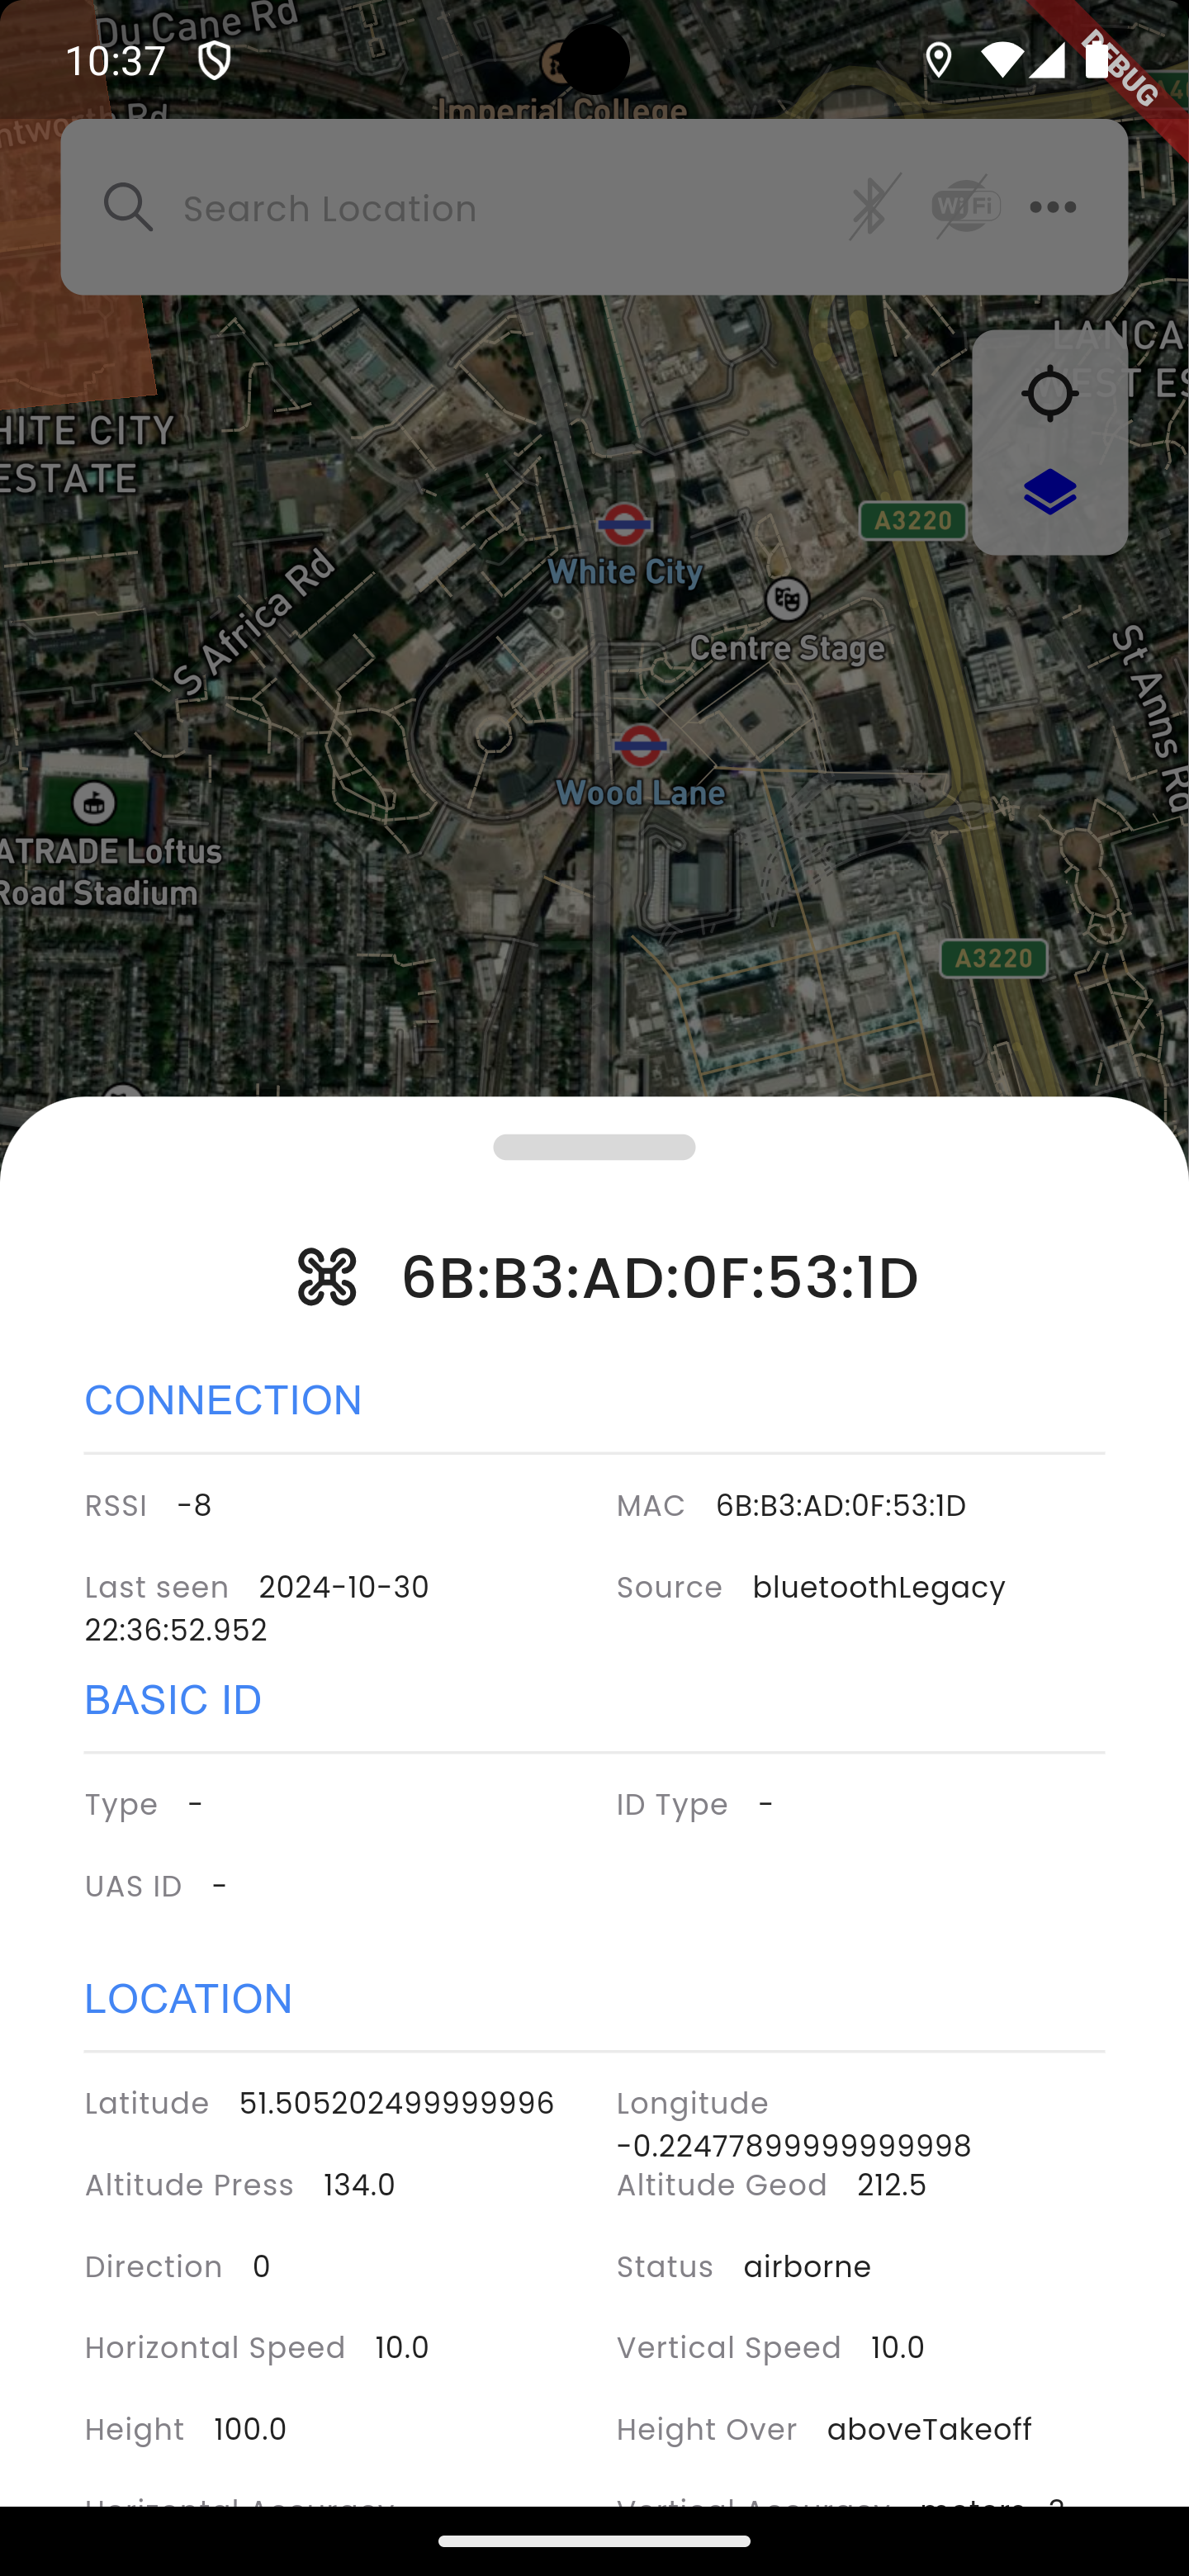 Du Cane Rd
10:37
DEBUG
A40
ntworth Rd
Imperial College
Search Location
WiFi
LANCA
EST ES
HITE CITY
ESTATE
A3220
White City
S Africa Rd
Centre Stage
St Anns Rd
Wood Lane
ATRADE Loftus
Road Stadium
A3220
6B:B3:AD:0F:53:1D
CONNECTION
RSSI -8
MAC 6B:B3:AD:0F:53:1D
Last seen 2024-10-30
22:36:52.952
Source bluetoothLegacy
BASIC ID
Type -
ID Type -
UAS ID -
LOCATION
Latitude 51.505202499999996
Longitude
-0.22477899999999998
Altitude Press 134.0
Altitude Geod 212.5
Direction 0
Status airborne
Horizontal Speed 10.0
Vertical Speed 10.0
Height 100.0
Height Over aboveTakeoff
Horizontal Accuracy
Vertical Accuracy